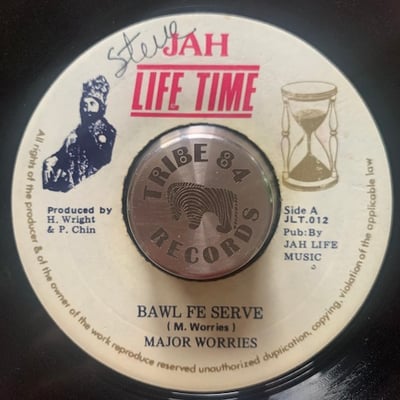 Steve
JAH
LIFE TIME
TRIBE 84
RECORDS
Produced by
H. Wright
& P. Chin
Side A
JLT.012
Pub: By
JAH LIFE
MUSIC
BAWL FE SERVE
( M. Worries )
MAJOR WORRIES
All rights of the producer & of the owner of the work reproduce reserved unauthorized duplication, copying, violation of the applicable law